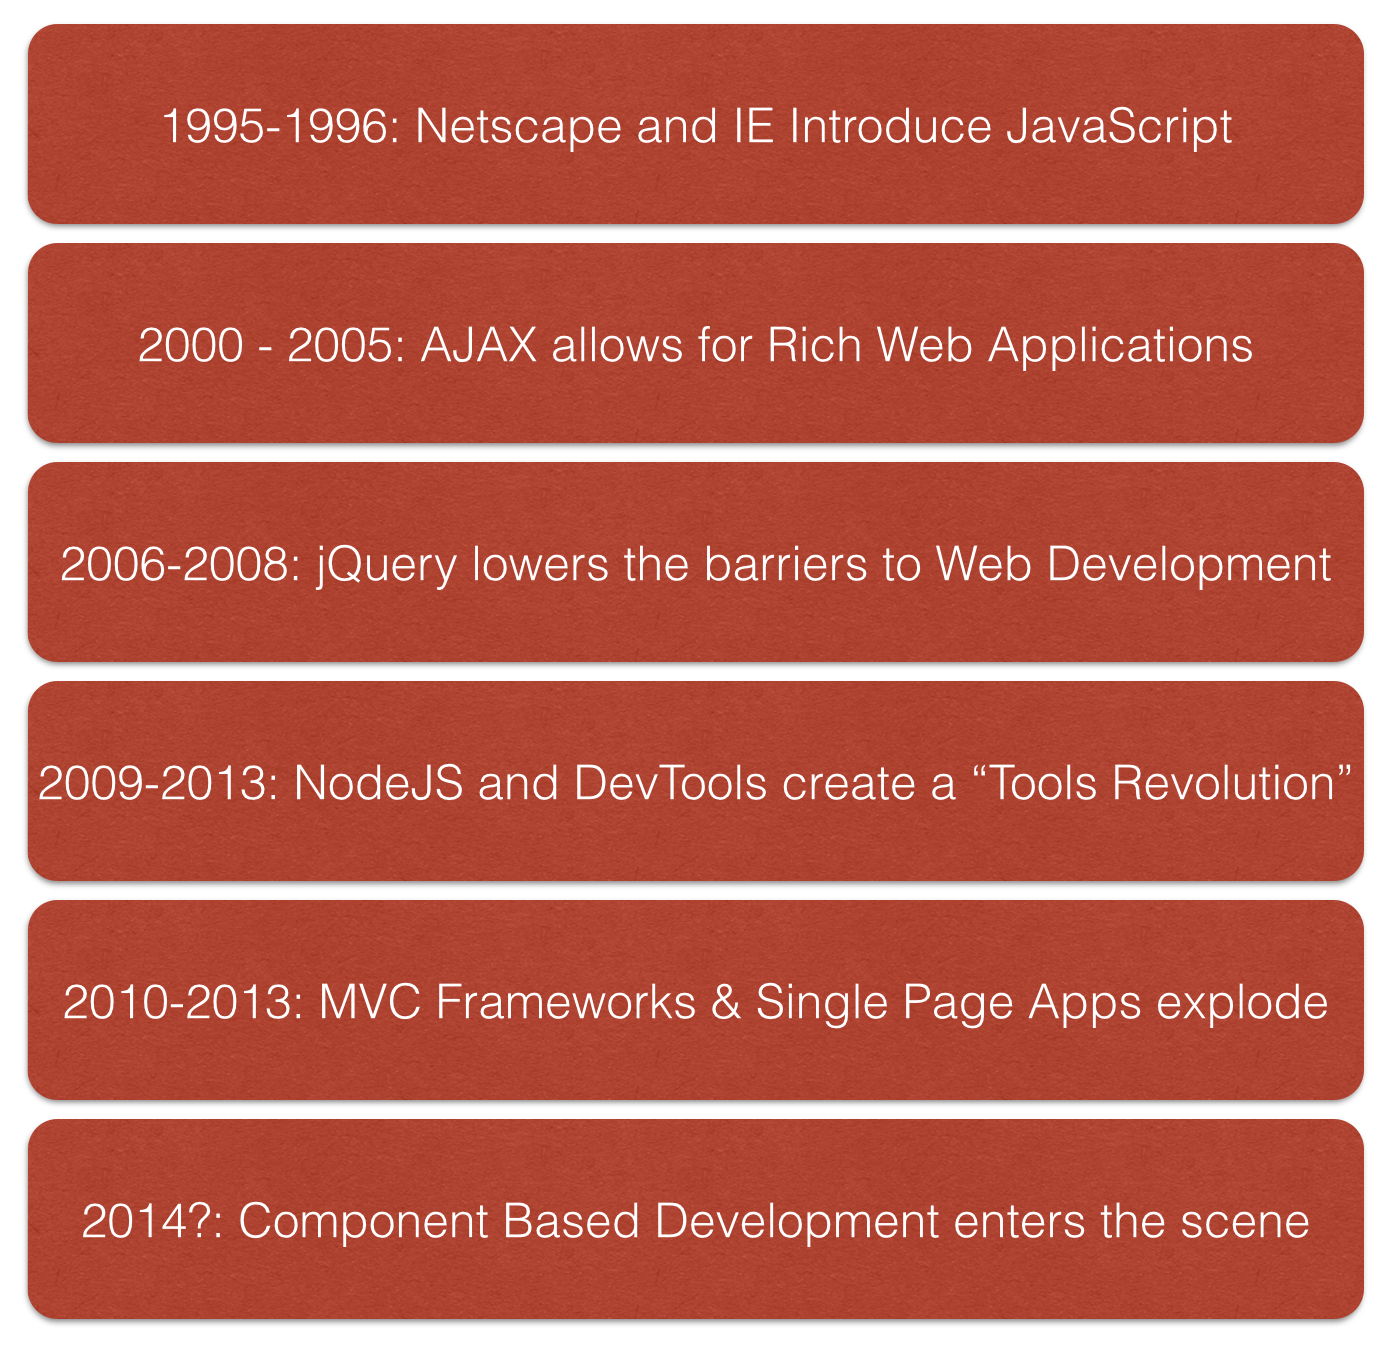 1995-1996: Netscape and IE Introduce JavaScript
2000 - 2005: AJAX allows for Rich Web Applications
2006-2008: jQuery lowers the barriers to Web Development
2009-2013: NodeJS and DevTools create a “Tools Revolution”
2010-2013: MVC Frameworks & Single Page Apps explode
2014?: Component Based Development enters the scene